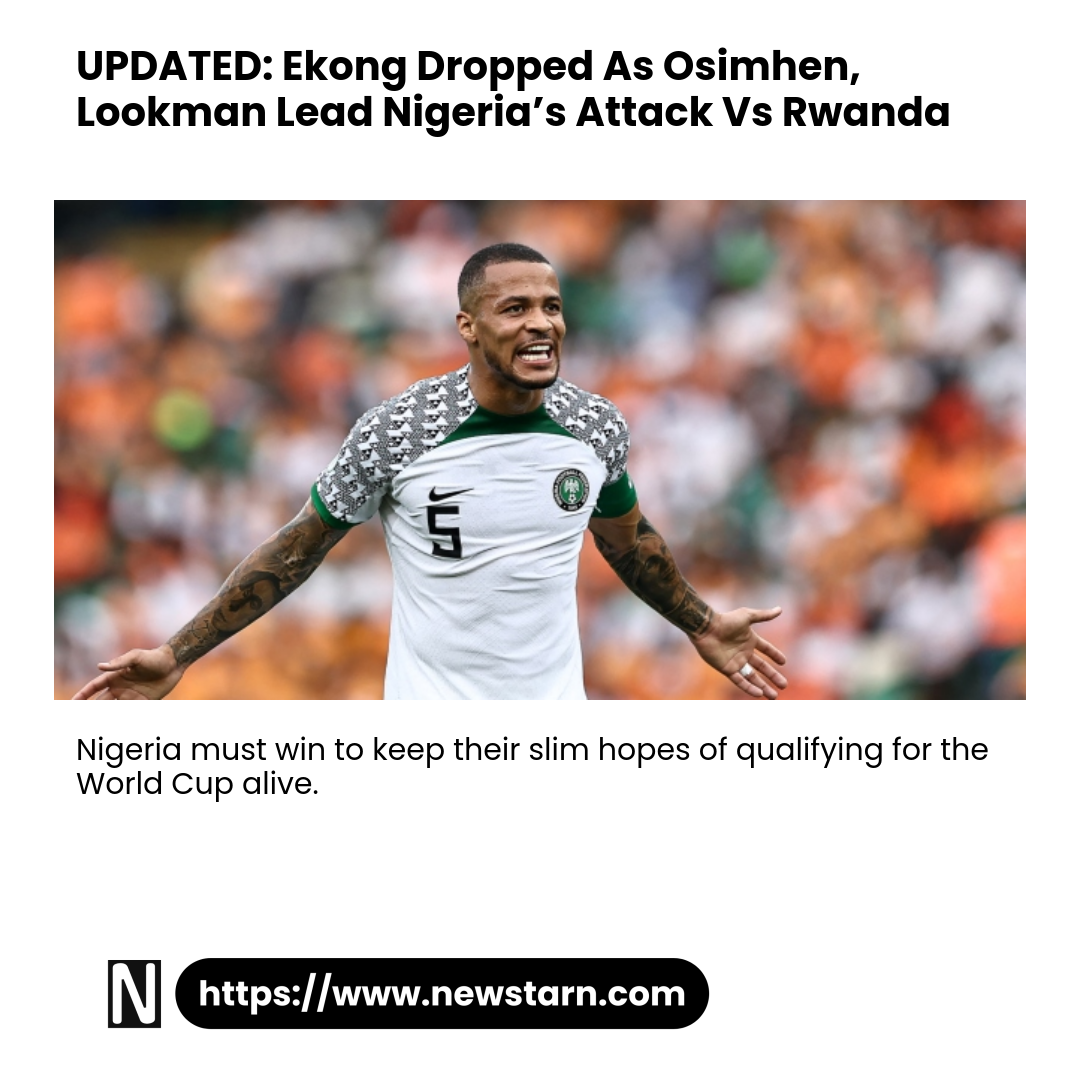 UPDATED: Ekong Dropped As Osimhen,
Lookman Lead Nigeria’s Attack Vs Rwanda
5
Nigeria must win to keep their slim hopes of qualifying for the
World Cup alive.
N https://www.newstarn.com